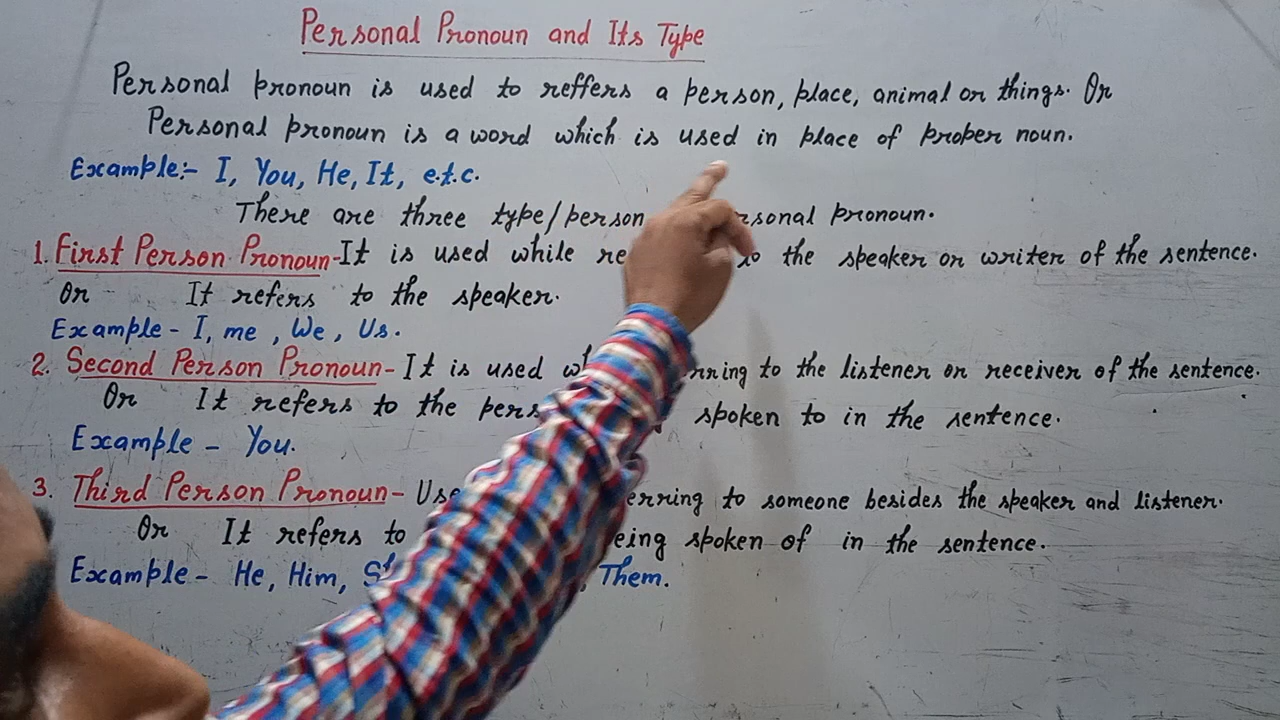 Personal Pronoun and Its Type
Personal pronoun is used to reffers a person, place, animal or things. Or
Personal pronoun is a word which is used in place of proper noun.
Example:- I, You, He, It, e.t.c.
There are three type/person pronoun.
1. First Person Pronoun- It is used while to the speaker or writer of the sentence.
Or It refers to the speaker.
Example - I, me, We, Us.
2. Second Person Pronoun- It is used to the listener or receiver of the sentence.
Or It refers to the spoken to in the sentence.
Example - You.
3. Third Person Pronoun- to someone besides the speaker and listener.
Or It refers to spoken of in the sentence.
Example - He, Him, Them.